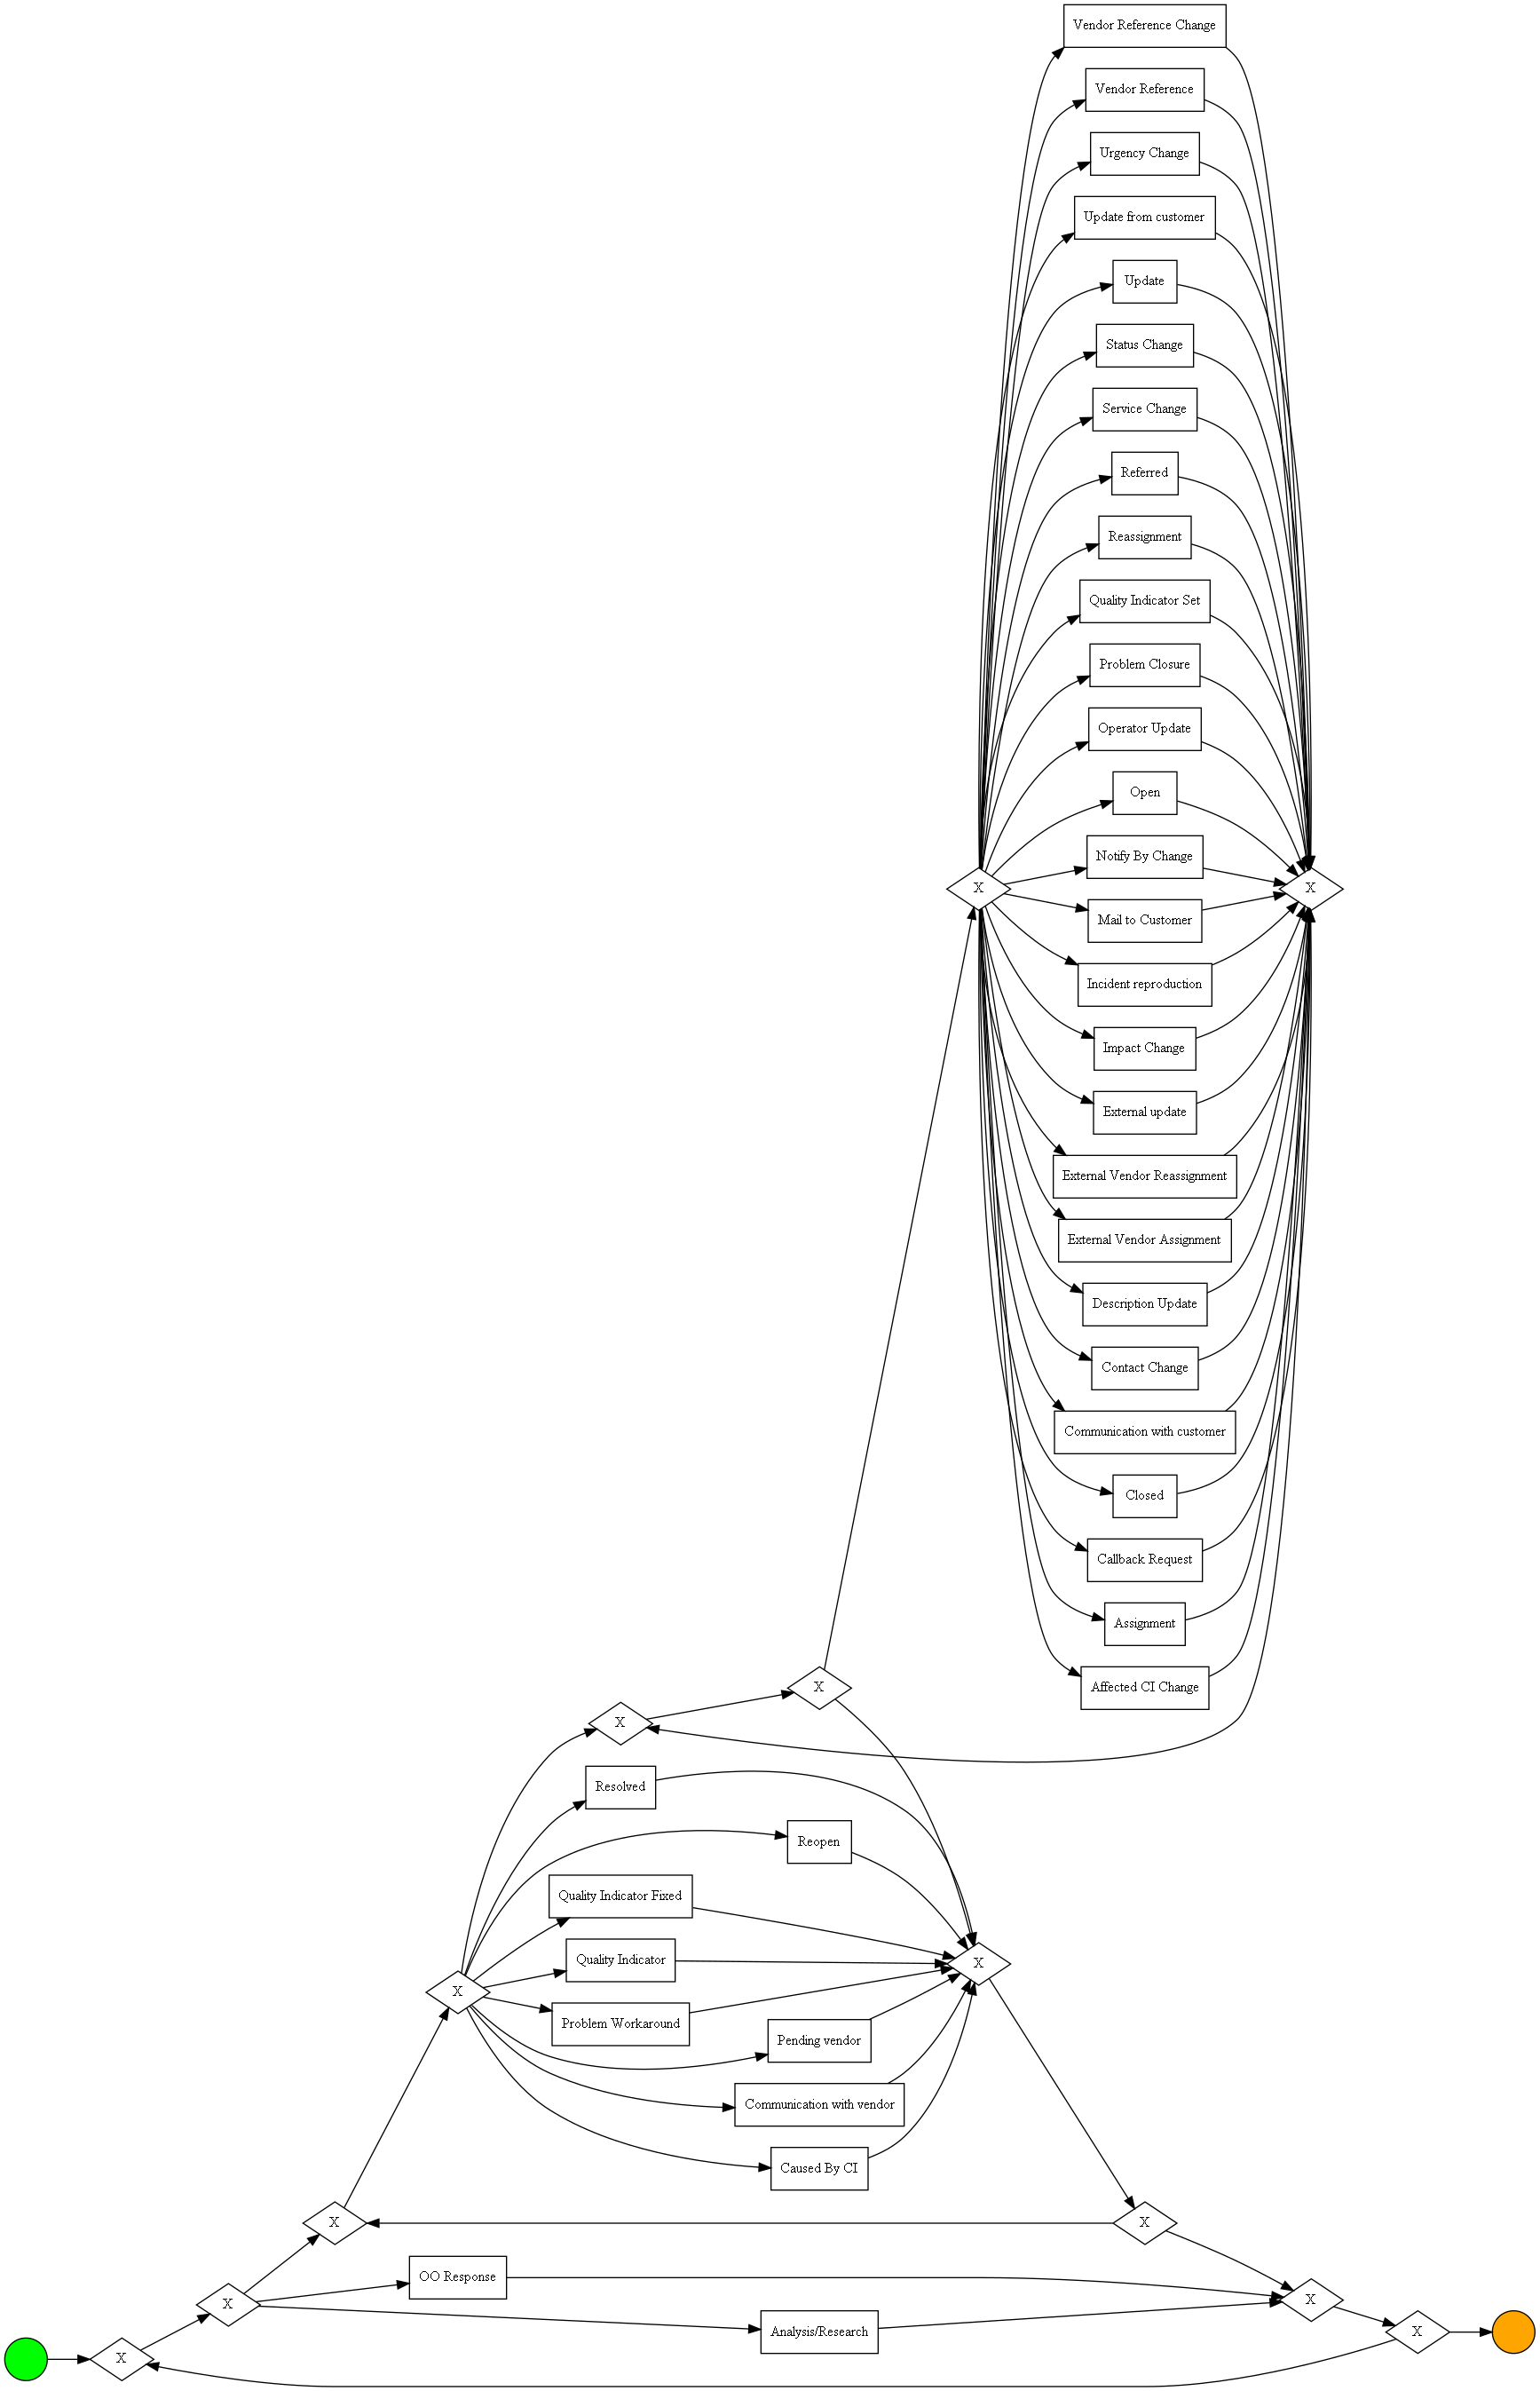 Vendor Reference Change
Vendor Reference
Urgency Change
Update from customer
Update
Status Change
Service Change
Referred
Reassignment
Quality Indicator Set
Problem Closure
Operator Update
Open
Notify By Change
X
X
Mail to Customer
Incident reproduction
Impact Change
External update
External Vendor Reassignment
External Vendor Assignment
Description Update
Contact Change
Communication with customer
Closed
Callback Request
Assignment
Affected CI Change
X
X
Resolved
Reopen
Quality Indicator Fixed
Quality Indicator
X
X
Problem Workaround
Pending vendor
Communication with vendor
Caused By CI
X
X
OO Response
X
X
Analysis/Research
X
X